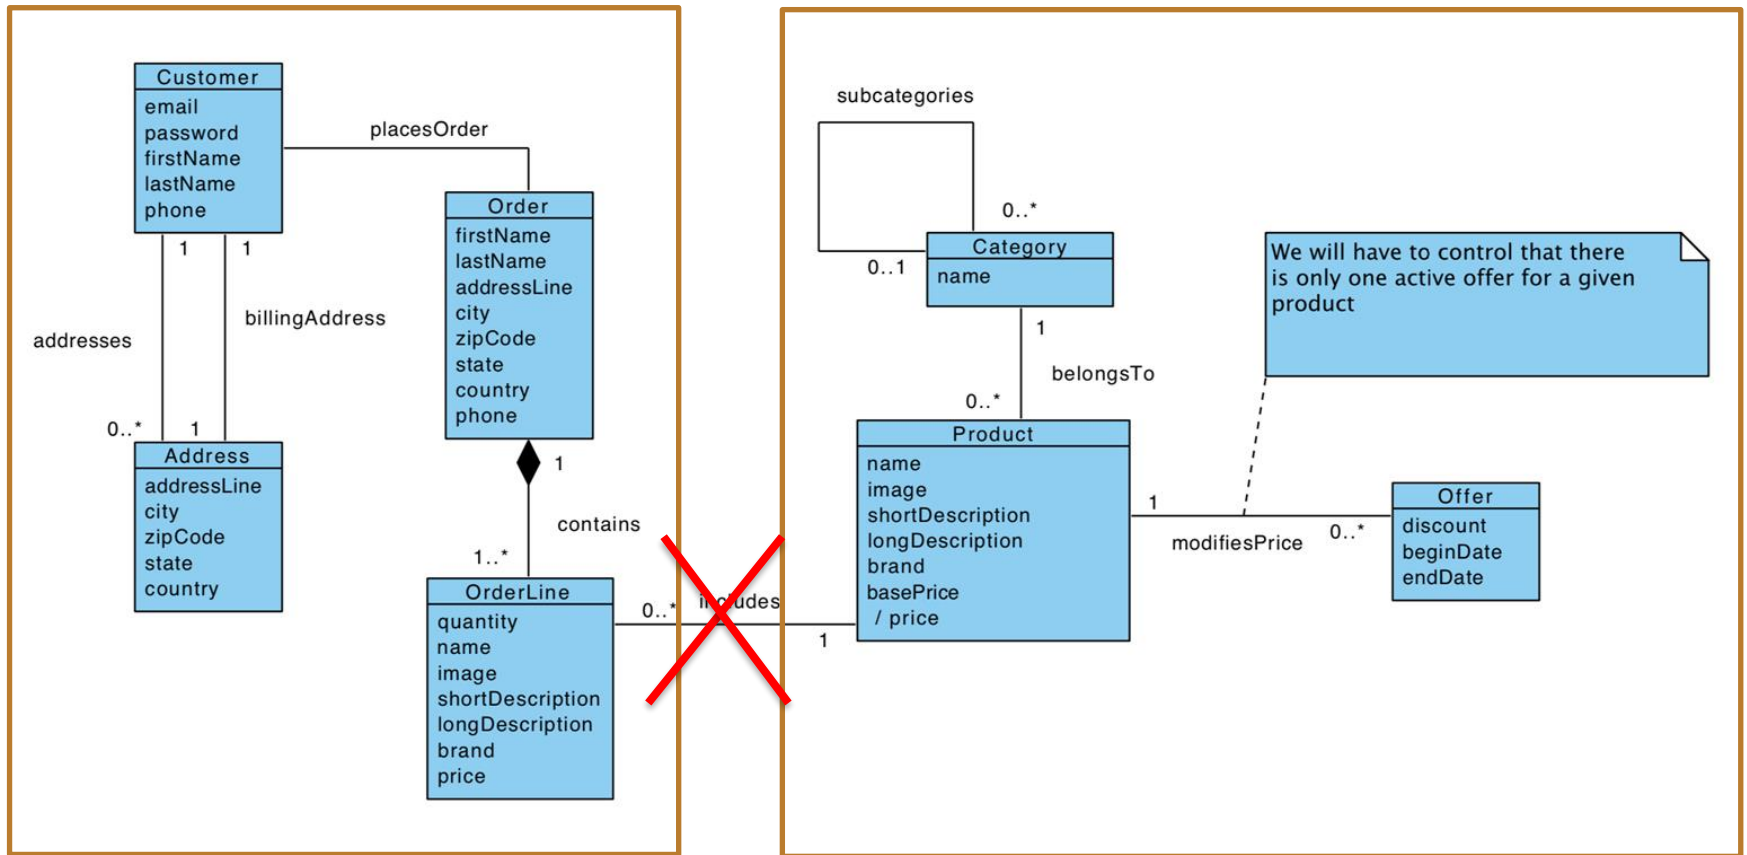 Customer
email
password
firstName
lastName
phone
placesOrder
1
1
addresses
billingAddress
0..*
1
Address
addressLine
city
zipCode
state
country
Order
firstName
lastName
addressLine
city
zipCode
state
country
phone
1
contains
1..*
OrderLine
quantity
name
image
shortDescription
longDescription
brand
price
0..*
includes
1
subcategories
0..*
0..1
Category
name
1
belongsTo
0..*
Product
name
image
shortDescription
longDescription
brand
basePrice
/ price
1
modifiesPrice
0..*
We will have to control that there
is only one active offer for a given
product
Offer
discount
beginDate
endDate